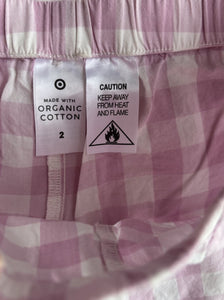 MADE WITH
ORGANIC
COTTON
2
CAUTION
KEEP AWAY
FROM HEAT
AND FLAME